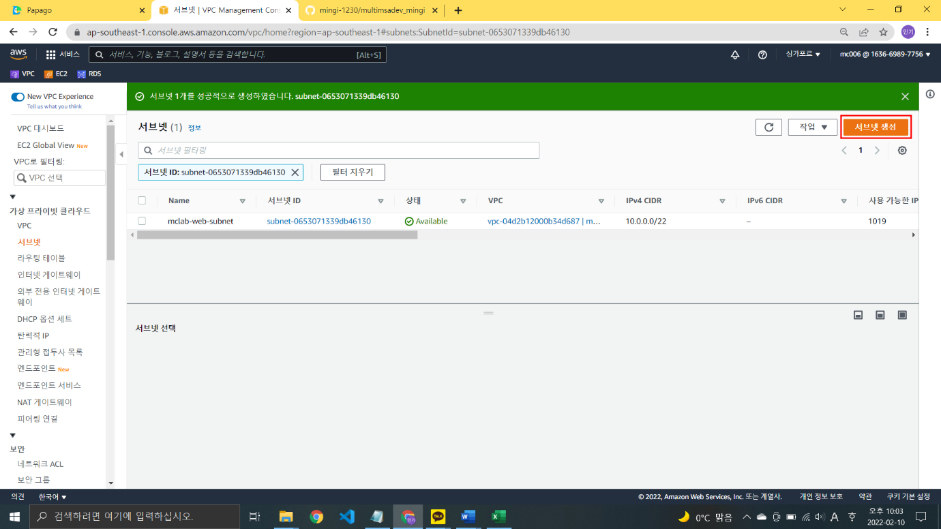 Papago
서브넷 | VPC Management Con
mingi-1230/multimsadev_mingi
ap-southeast-1.console.aws.amazon.com/vpc/home?region=ap-southeast-1#subnets:SubnetId=subnet-0653071339db46130
민기
aws
서비스
서비스, 기능, 블로그, 설명서 등을 검색합니다.
[Alt+S]
싱가포르
mc006 @ 1636-6989-7756
VPC
EC2
RDS
New VPC Experience
Tell us what you think
서브넷 1개를 성공적으로 생성하였습니다. subnet-0653071339db46130
VPC 대시보드
EC2 Global View New
VPC로 필터링:
VPC 선택
가상 프라이빗 클라우드
VPC
서브넷
라우팅 테이블
인터넷 게이트웨이
외부 전용 인터넷 게이트
웨이
DHCP 옵션 세트
탄력적 IP
관리형 접두사 목록
엔드포인트 New
엔드포인트 서비스
NAT 게이트웨이
피어링 연결
보안
네트워크 ACL
보안 그룹
서브넷 (1) 정보
작업
서브넷 생성
서브넷 필터링
1
서브넷 ID: subnet-0653071339db46130
필터 지우기
Name
서브넷 ID
상태
VPC
IPv4 CIDR
IPv6 CIDR
사용 가능한 IP
mclab-web-subnet
subnet-0653071339db46130
Available
vpc-04d2b12000b34d687 | m...
10.0.0.0/22
–
1019
서브넷 선택
의견
한국어
© 2022, Amazon Web Services, Inc. 또는 계열사.
개인 정보 보호
약관
쿠키 기본 설정
검색하려면 여기에 입력하십시오.
0°C 맑음
A
오후 10:03
2022-02-10